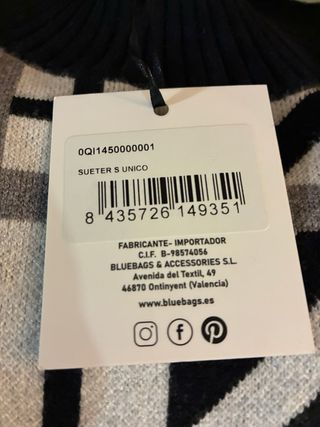 0QI1450000001
SUETER S UNICO
8 435726 149351
FABRICANTE- IMPORTADOR
C.I.F. B-98574056
BLUEBAGS & ACCESSORIES S.L.
Avenida del Textil, 49
46870 Ontinyent (Valencia)
www.bluebags.es